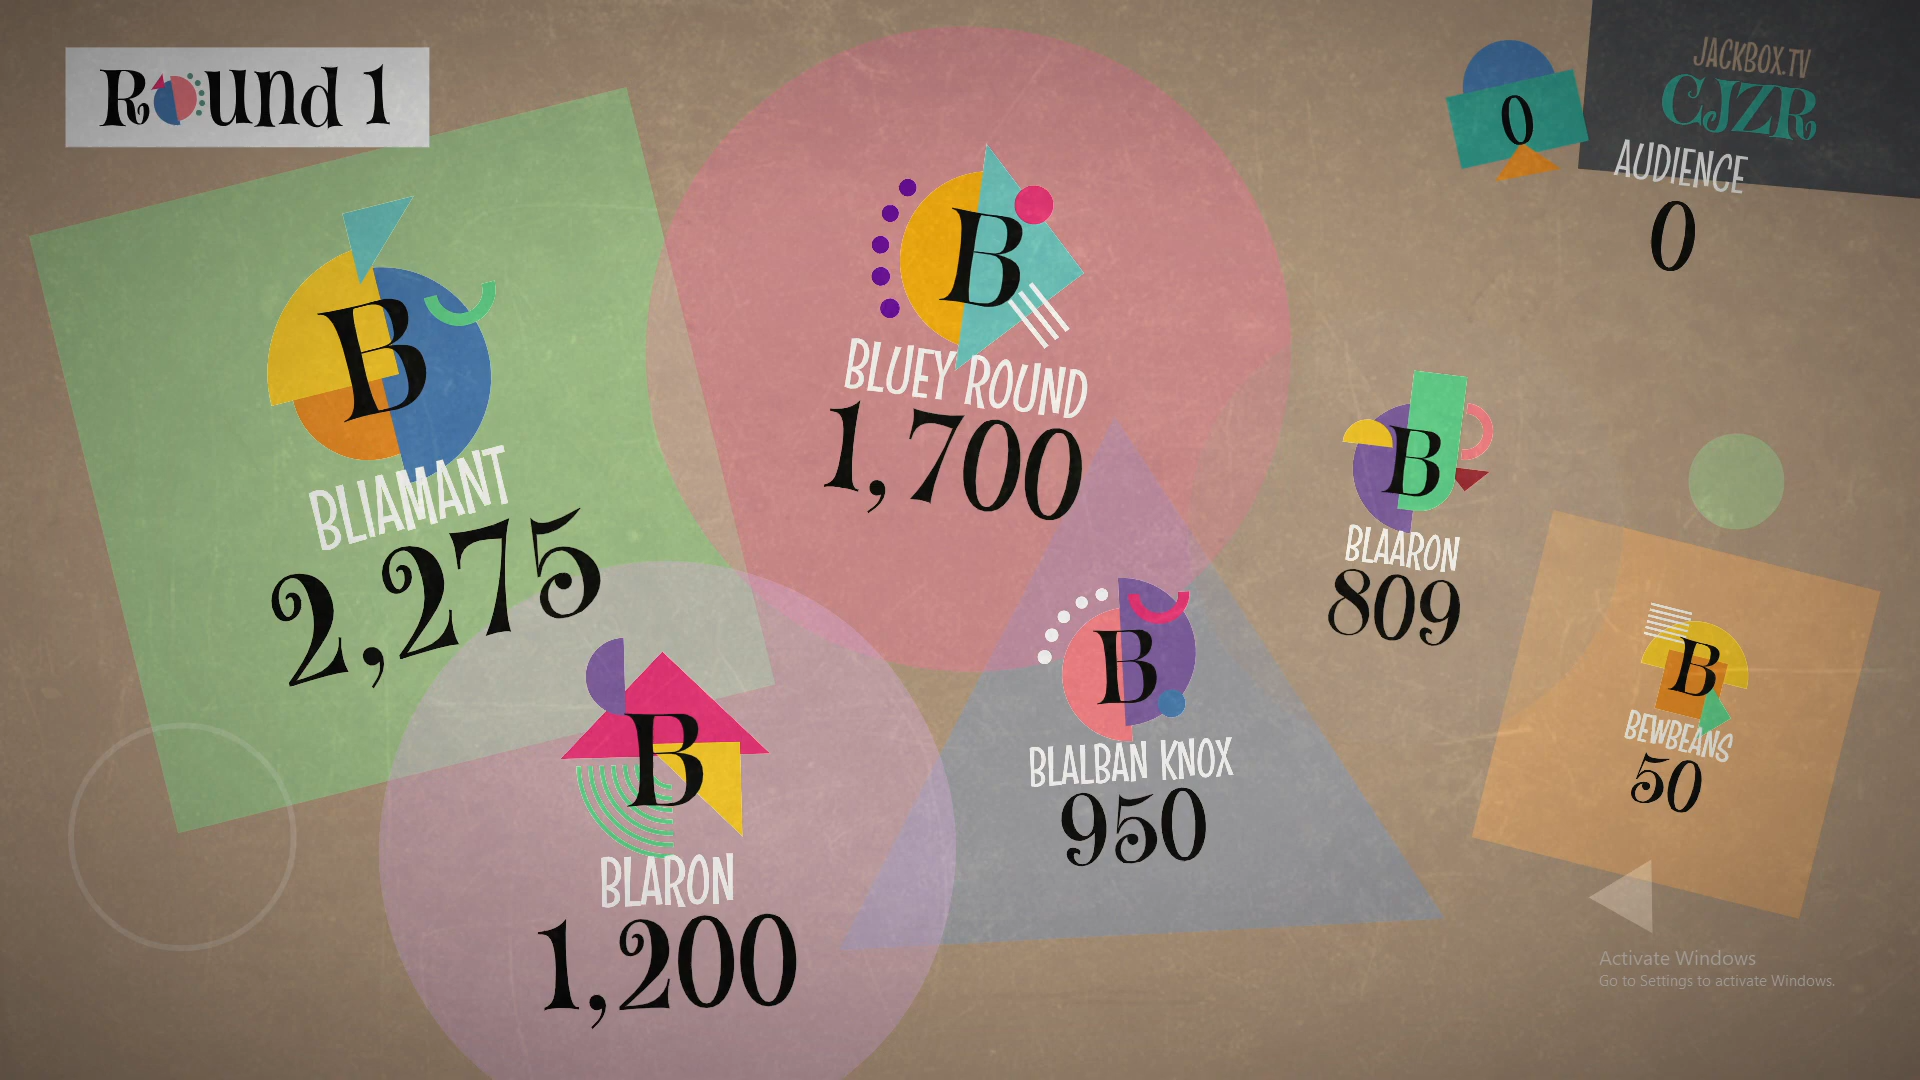 Round 1
JACKBOX.TV
CJZR
0
AUDIENCE
0
B
BLIAMANT
2,275
B
BLUEY ROUND
1,700
B
BLAARON
809
B
BLARON
1,200
B
BLALBAN KNOX
950
B
BEWBEANS
50
Activate Windows
Go to Settings to activate Windows.